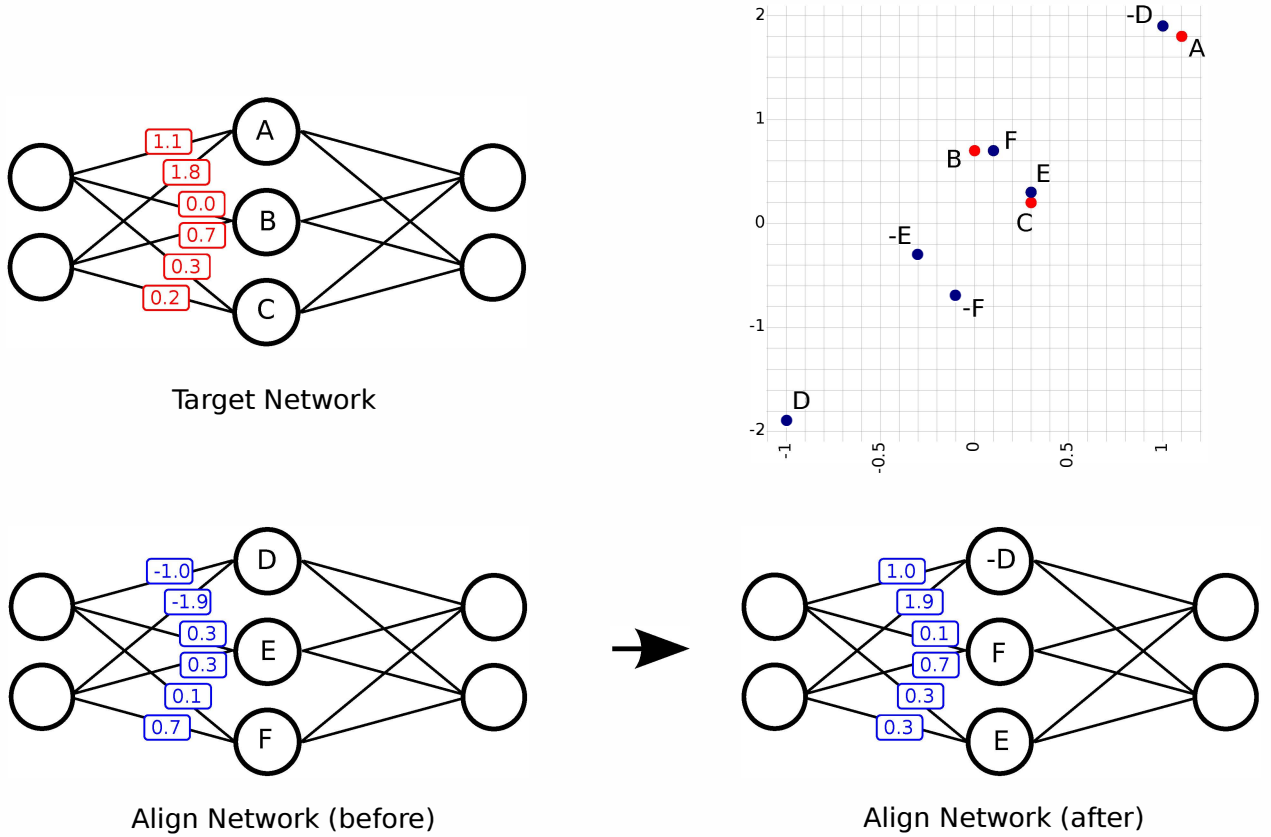 1.1
A
1.8
0.0
B
0.7
0.3
C
0.2
Target Network
2
-D
A
1
B
F
E
0
C
-E
-1
-F
D
-2
-1
-0.5
0
0.5
1
-1.0
D
-1.9
0.3
E
0.3
0.1
F
0.7
Align Network (before)
1.0
-D
1.9
0.1
F
0.7
0.3
E
0.3
Align Network (after)